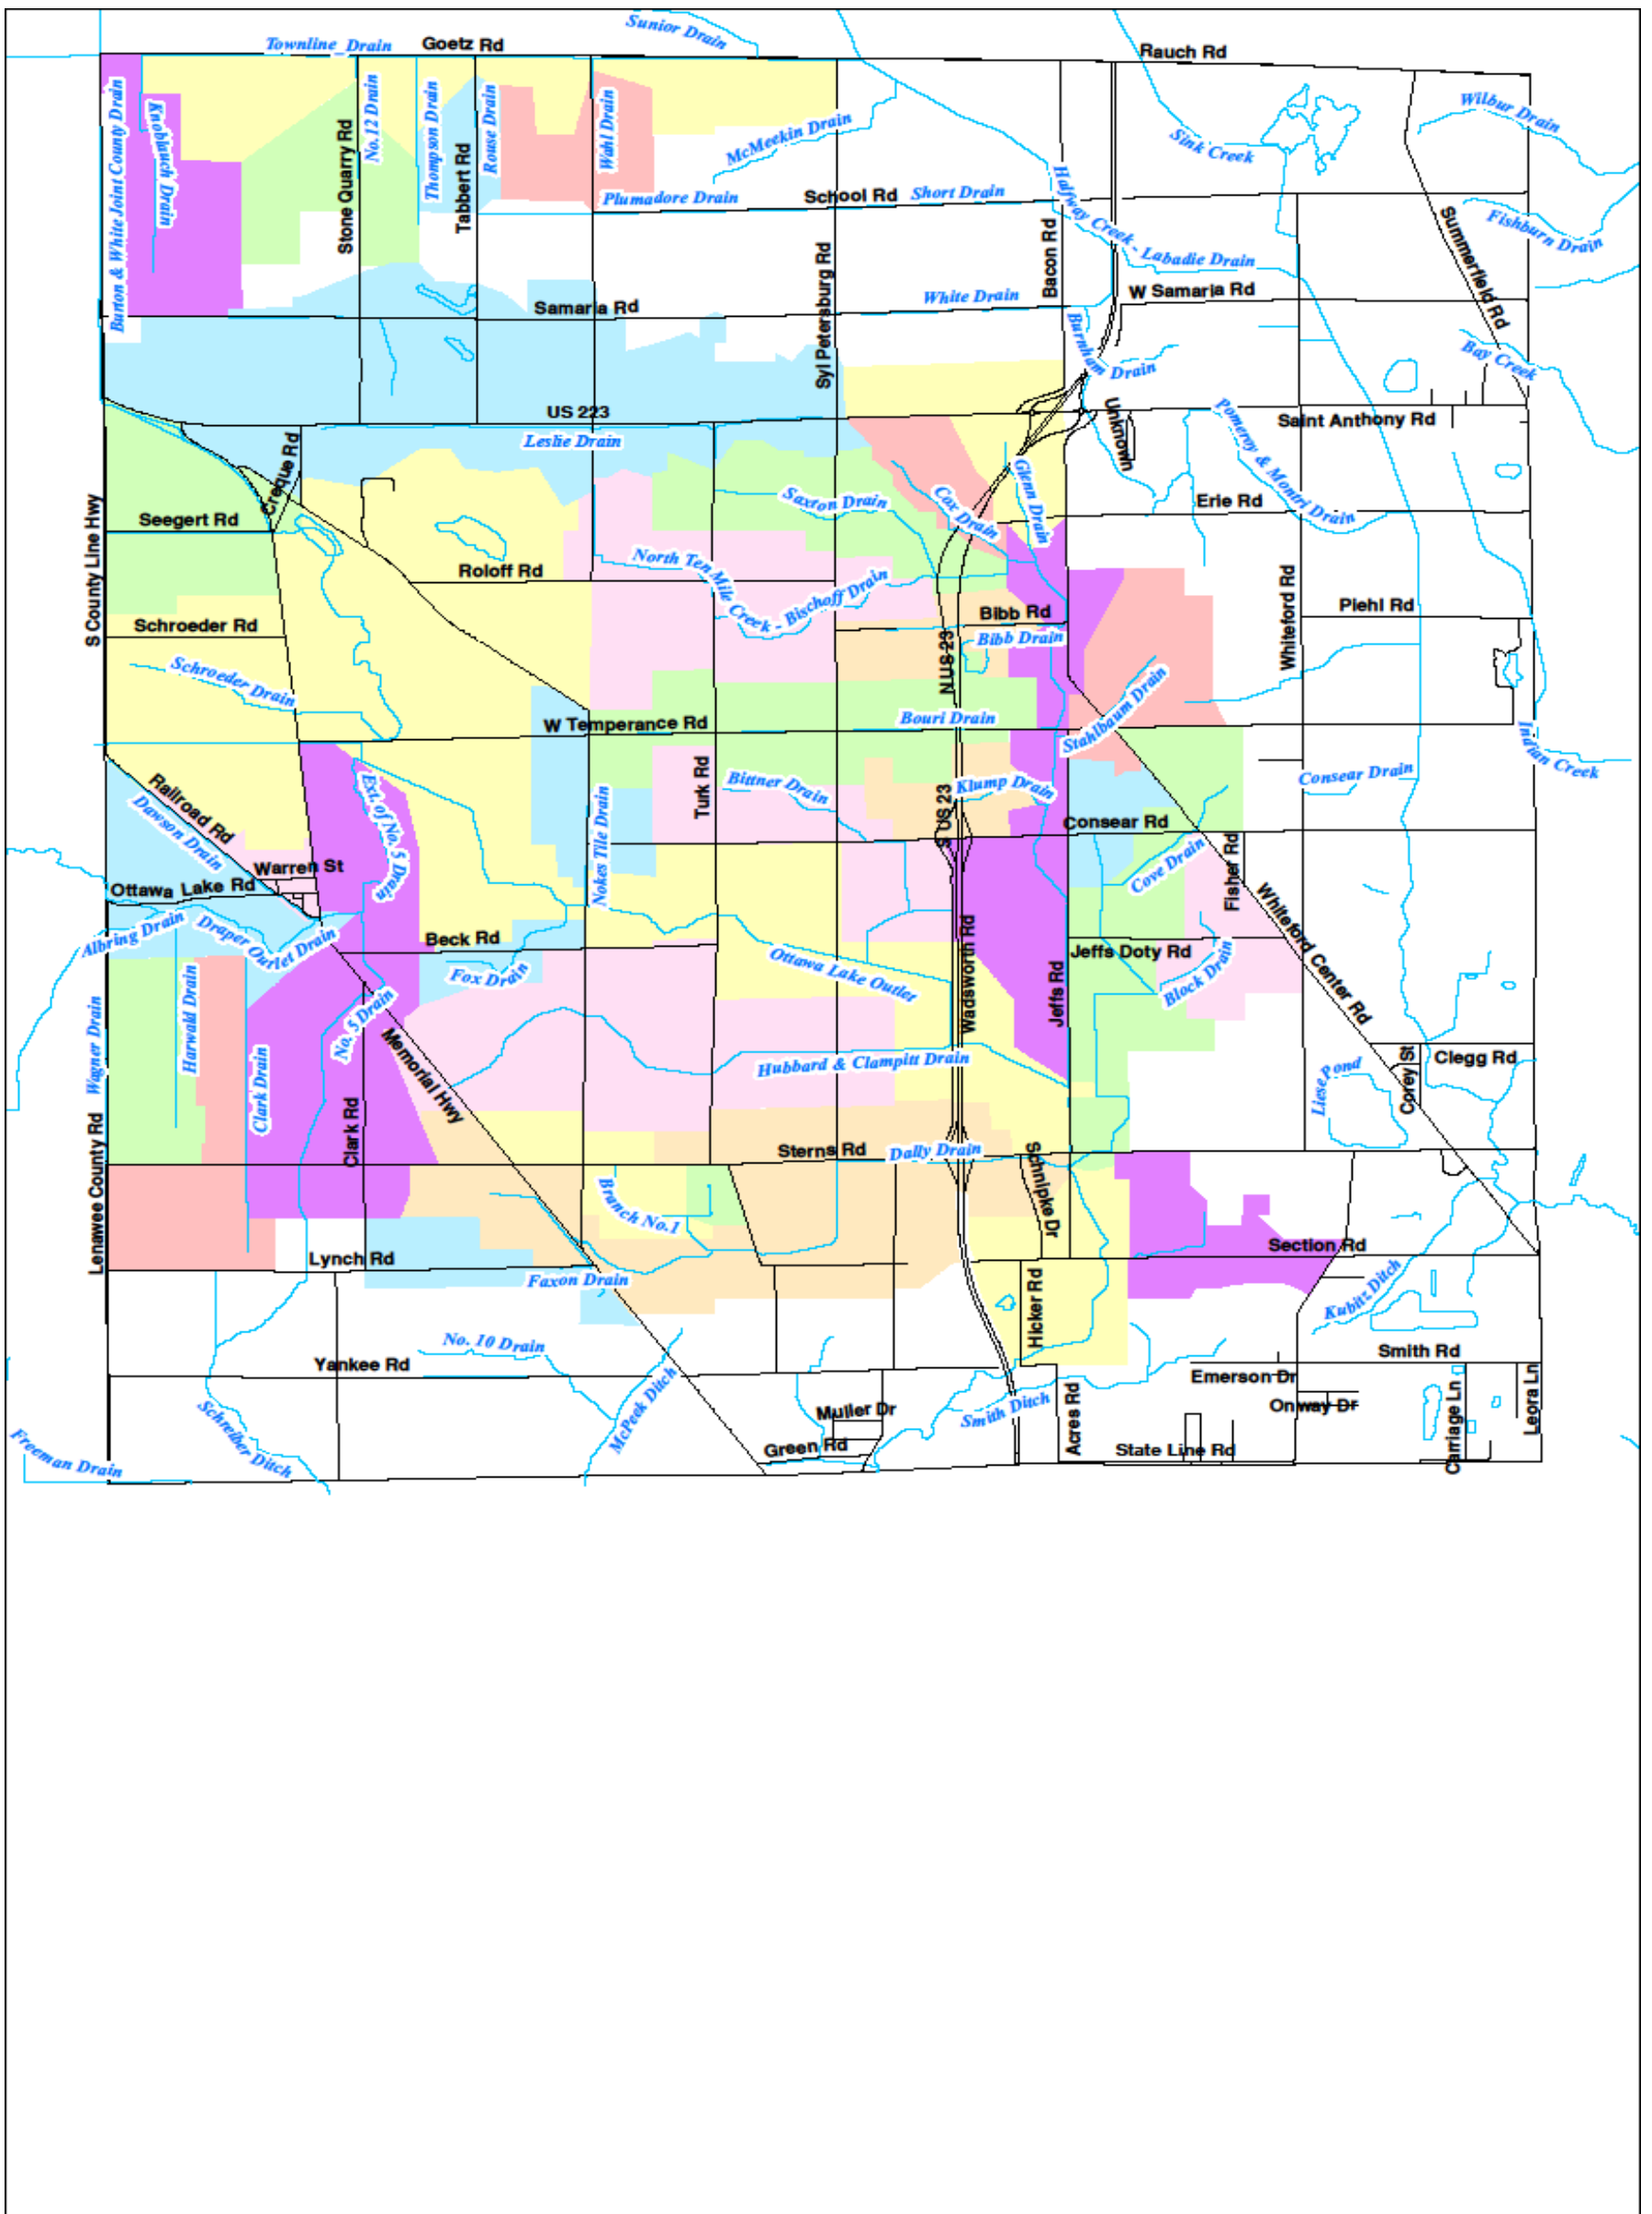 Sunior Drain
Townline Drain
Goetz Rd
Rauch Rd
Burton & White Joint County Drain
Knoblauch Drain
Stone Quarry Rd
No.12 Drain
Thompson Drain
Tabbert Rd
Rouse Drain
Wahl Drain
McMeekin Drain
Sink Creek
Wilbur Drain
Plumadore Drain
School Rd
Short Drain
Halfway Creek - Labadie Drain
Summerfield Rd
Fishburn Drain
Syl Petersburg Rd
Bacon Rd
Samaria Rd
White Drain
W Samaria Rd
Burnham Drain
Bay Creek
US 223
Leslie Drain
Unknown
Pomeroy & Montri Drain
Saint Anthony Rd
Creque Rd
S County Line Hwy
Seegert Rd
Saxton Drain
Cox Drain
Glenn Drain
Erie Rd
Roloff Rd
North Ten Mile Creek - Bischoff Drain
Schroeder Rd
Bibb Rd
Bibb Drain
N US 23
Whiteford Rd
Piehl Rd
Schroeder Drain
W Temperance Rd
Bouri Drain
Stahlbaum Drain
Indian Creek
Railroad Rd
Dawson Drain
Ext. of No. 5 Drain
Nokes Tile Drain
Turk Rd
Bittner Drain
S US 23
Klump Drain
Consear Drain
Consear Rd
Warren St
Ottawa Lake Rd
Cove Drain
Fisher Rd
Whiteford Center Rd
Albring Drain
Draper Outlet Drain
Beck Rd
Fox Drain
Ottawa Lake Outlet
Wadsworth Rd
Jeffs Rd
Jeffs Doty Rd
Block Drain
Wagner Drain
Harwald Drain
Clark Drain
No. 5 Drain
Memorial Hwy
Hubbard & Clampitt Drain
Liese Pond
Corey St
Clegg Rd
Lenawee County Rd
Clark Rd
Sterns Rd
Dally Drain
Schnipke Dr
Branch No.1
Section Rd
Lynch Rd
Faxon Drain
Hicker Rd
Kubitz Ditch
No. 10 Drain
Yankee Rd
Smith Rd
Emerson Dr
Onway Dr
Schreiber Ditch
McPeek Ditch
Muller Dr
Smith Ditch
Acres Rd
Carriage Ln
Leora Ln
Freeman Drain
Green Rd
State Line Rd